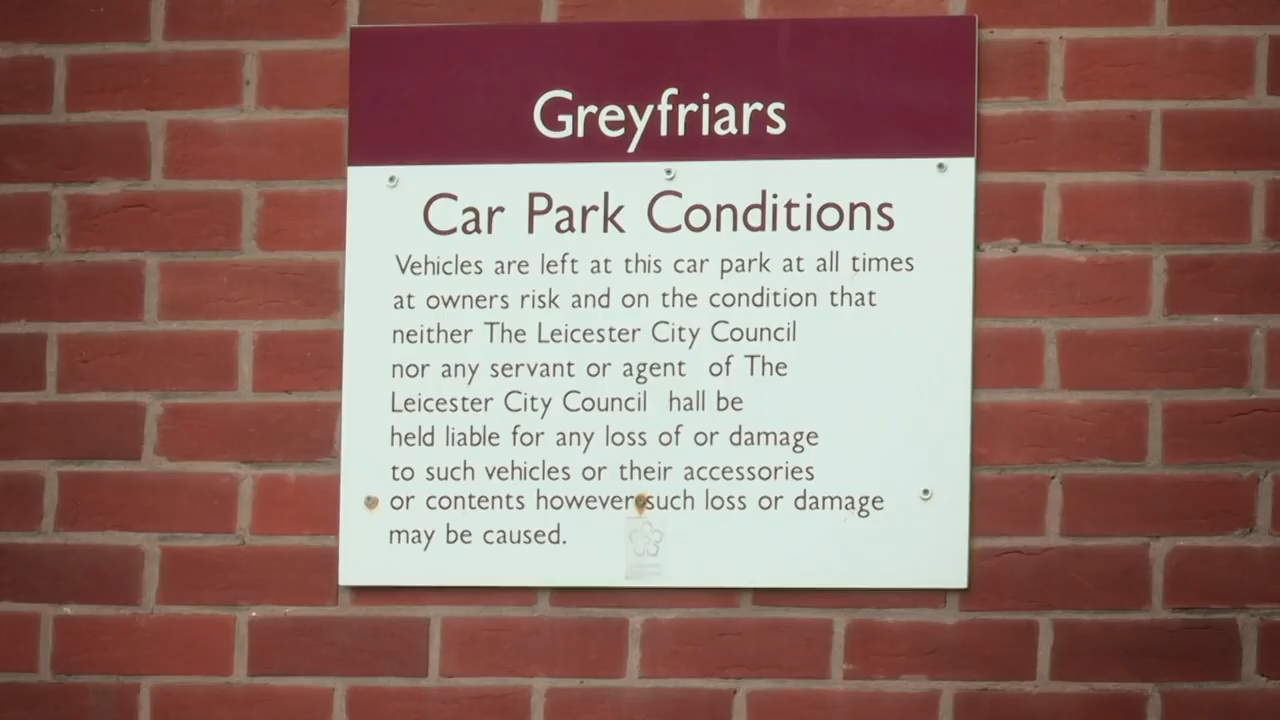 Greyfriars
Car Park Conditions
Vehicles are left at this car park at all times
at owners risk and on the condition that
neither The Leicester City Council
nor any servant or agent of The
Leicester City Council hall be
held liable for any loss of or damage
to such vehicles or their accessories
or contents however such loss or damage
may be caused.